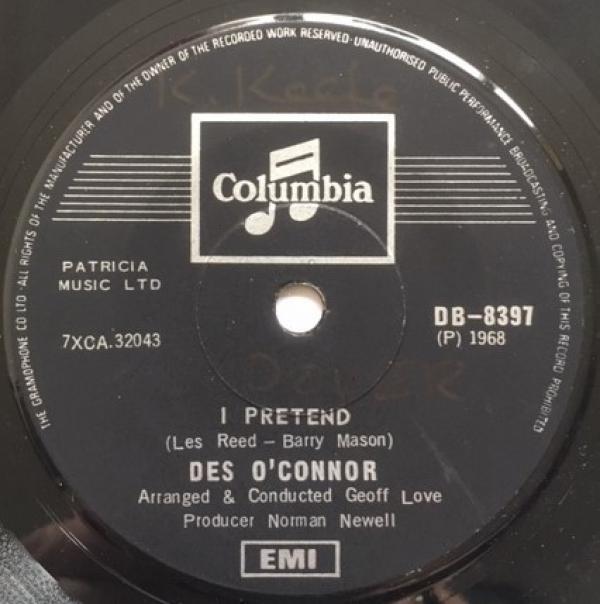 THE GRAMOPHONE CO LTD · ALL RIGHTS OF THE MANUFACTURER AND OF THE OWNER OF THE RECORDED WORK RESERVED · UNAUTHORISED PUBLIC PERFORMANCE BROADCASTING AND COPYING OF THIS RECORD PROHIBITED
Columbia
PATRICIA
MUSIC LTD
7XCA.32043
DB-8397
(P) 1968
I PRETEND
(Les Reed – Barry Mason)
DES O'CONNOR
Arranged & Conducted Geoff Love
Producer Norman Newell
EMI